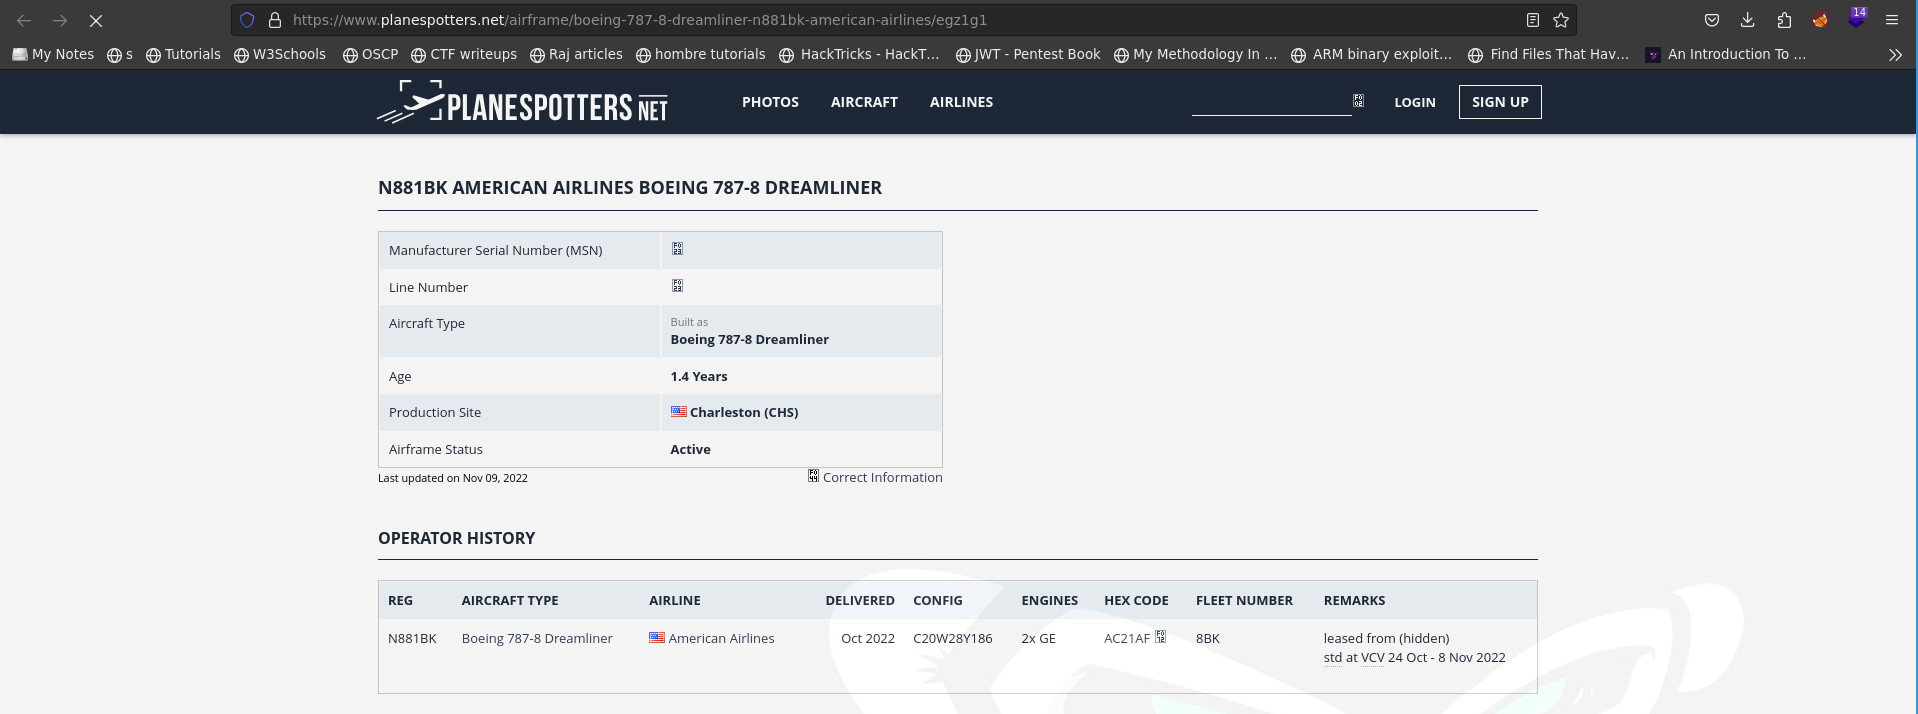 https://www.planespotters.net/airframe/boeing-787-8-dreamliner-n881bk-american-airlines/egz1g1
14
My Notes s Tutorials W3Schools OSCP CTF writeups Raj articles hombre tutorials HackTricks - HackT… JWT - Pentest Book My Methodology In … ARM binary exploit… Find Files That Hav… An Introduction To …
PLANESPOTTERS NET PHOTOS AIRCRAFT AIRLINES LOGIN SIGN UP
N881BK AMERICAN AIRLINES BOEING 787-8 DREAMLINER
Manufacturer Serial Number (MSN)
Line Number
Aircraft Type Built as
Boeing 787-8 Dreamliner
Age 1.4 Years
Production Site Charleston (CHS)
Airframe Status Active
Last updated on Nov 09, 2022 Correct Information
OPERATOR HISTORY
REG AIRCRAFT TYPE AIRLINE DELIVERED CONFIG ENGINES HEX CODE FLEET NUMBER REMARKS
N881BK Boeing 787-8 Dreamliner American Airlines Oct 2022 C20W28Y186 2x GE AC21AF 8BK leased from (hidden)
std at VCV 24 Oct - 8 Nov 2022